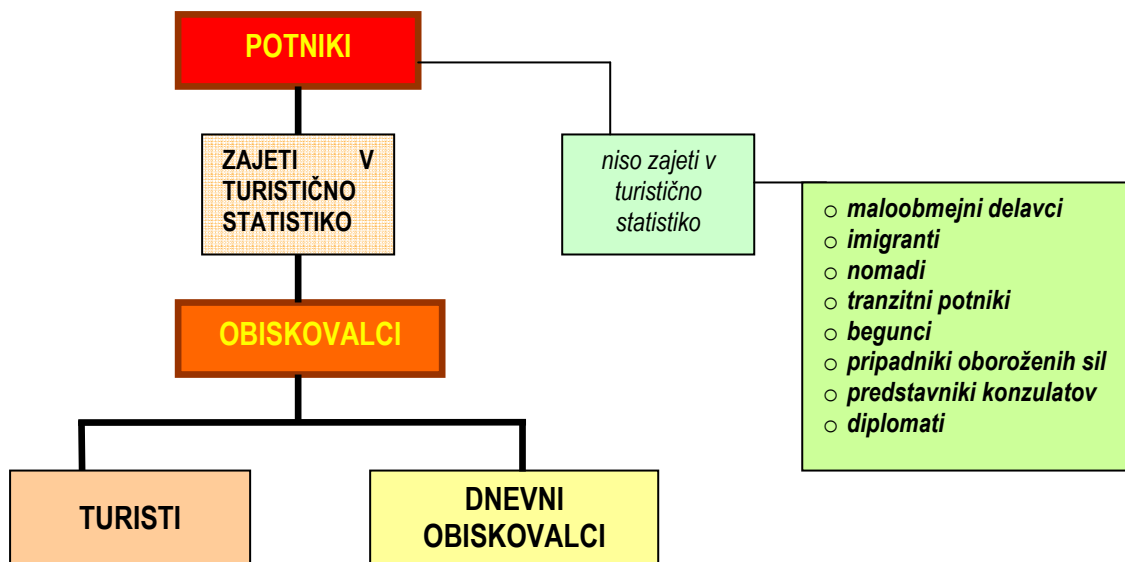 POTNIKI
ZAJETI V
TURISTIČNO
STATISTIKO
niso zajeti v
turistično
statistiko
o maloobmejni delavci
o imigranti
o nomadi
o tranzitni potniki
o begunci
o pripadniki oboroženih sil
o predstavniki konzulatov
o diplomati
OBISKOVALCI
TURISTI
DNEVNI
OBISKOVALCI